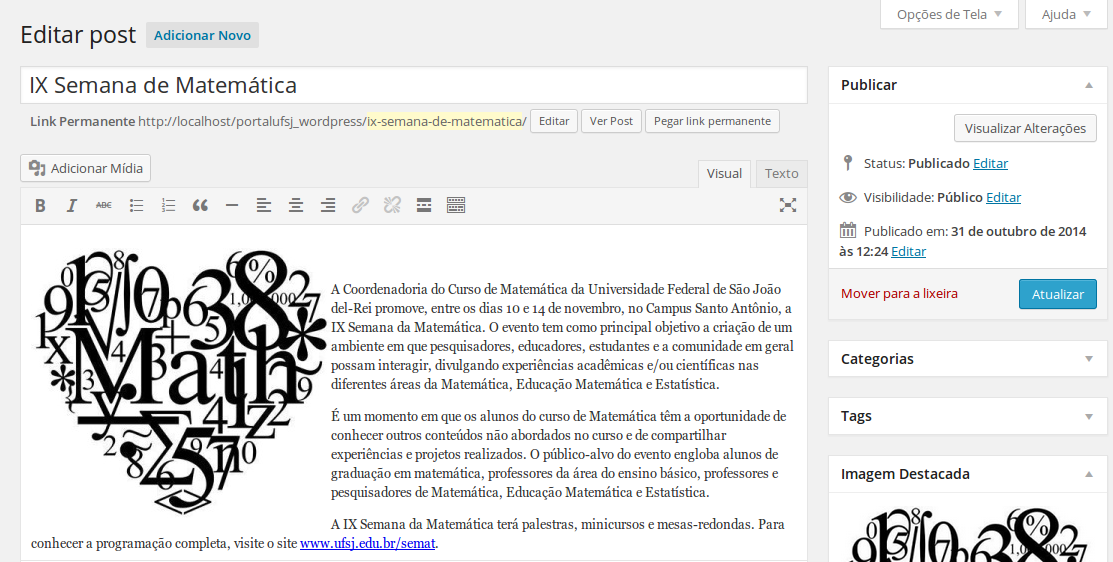 Opções de Tela
Ajuda
Editar post
Adicionar Novo
IX Semana de Matemática
Link Permanente http://localhost/portalufsj_wordpress/ix-semana-de-matematica/ Editar Ver Post Pegar link permanente
Adicionar Mídia
Visual
Texto
B I ABC
Math
A Coordenadoria do Curso de Matemática da Universidade Federal de São João
del-Rei promove, entre os dias 10 e 14 de novembro, no Campus Santo Antônio, a
IX Semana da Matemática. O evento tem como principal objetivo a criação de um
ambiente em que pesquisadores, educadores, estudantes e a comunidade em geral
possam interagir, divulgando experiências acadêmicas e/ou científicas nas
diferentes áreas da Matemática, Educação Matemática e Estatística.
É um momento em que os alunos do curso de Matemática têm a oportunidade de
conhecer outros conteúdos não abordados no curso e de compartilhar
experiências e projetos realizados. O público-alvo do evento engloba alunos de
graduação em matemática, professores da área do ensino básico, professores e
pesquisadores de Matemática, Educação Matemática e Estatística.
A IX Semana da Matemática terá palestras, minicursos e mesas-redondas. Para
conhecer a programação completa, visite o site www.ufsj.edu.br/semat.
Publicar
Visualizar Alterações
Status: Publicado Editar
Visibilidade: Público Editar
Publicado em: 31 de outubro de 2014
às 12:24 Editar
Mover para a lixeira
Atualizar
Categorias
Tags
Imagem Destacada